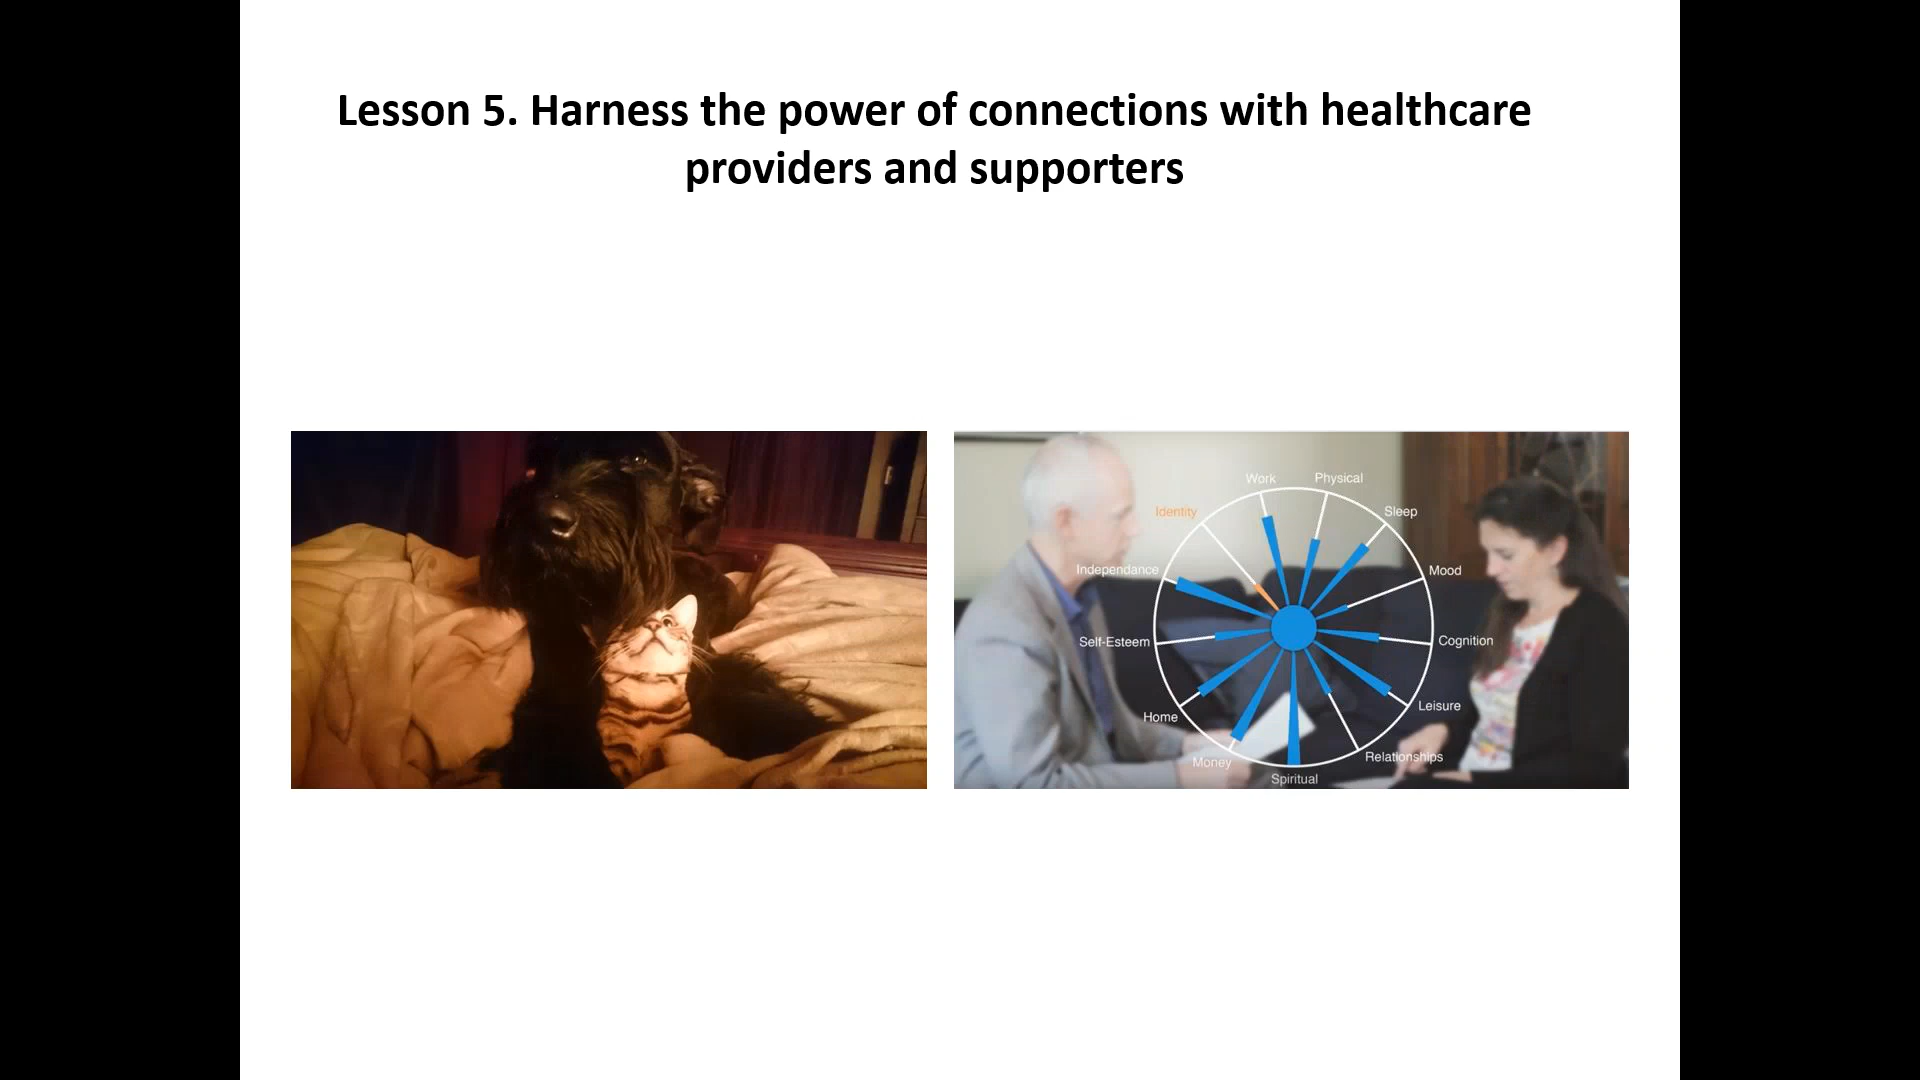 Lesson 5. Harness the power of connections with healthcare
providers and supporters
Work
Physical
Identity
Sleep
Independance
Mood
Self-Esteem
Cognition
Home
Leisure
Money
Relationships
Spiritual